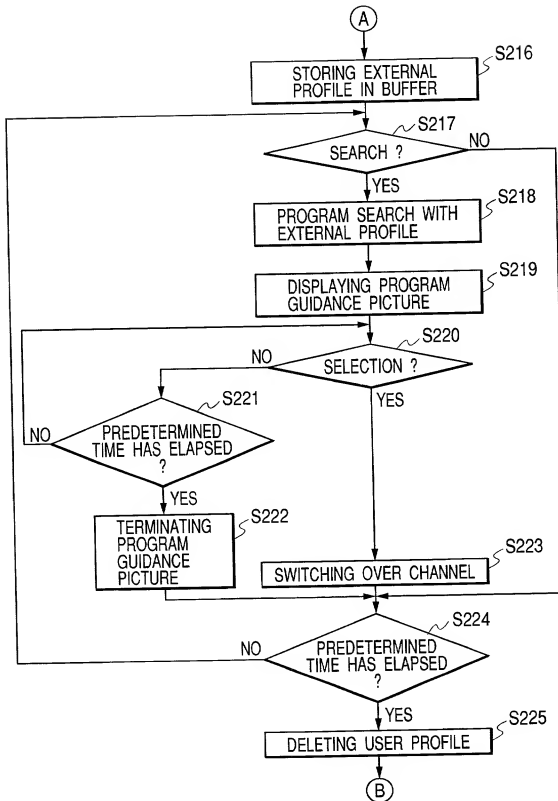 A
STORING EXTERNAL
PROFILE IN BUFFER
S216
S217
SEARCH ?
NO
YES
PROGRAM SEARCH WITH
EXTERNAL PROFILE
S218
DISPLAYING PROGRAM
GUIDANCE PICTURE
S219
S220
SELECTION ?
NO
YES
S221
PREDETERMINED
TIME HAS ELAPSED
?
NO
YES
TERMINATING
PROGRAM
GUIDANCE
PICTURE
S222
SWITCHING OVER CHANNEL
S223
S224
PREDETERMINED
TIME HAS ELAPSED
?
NO
YES
DELETING USER PROFILE
S225
B